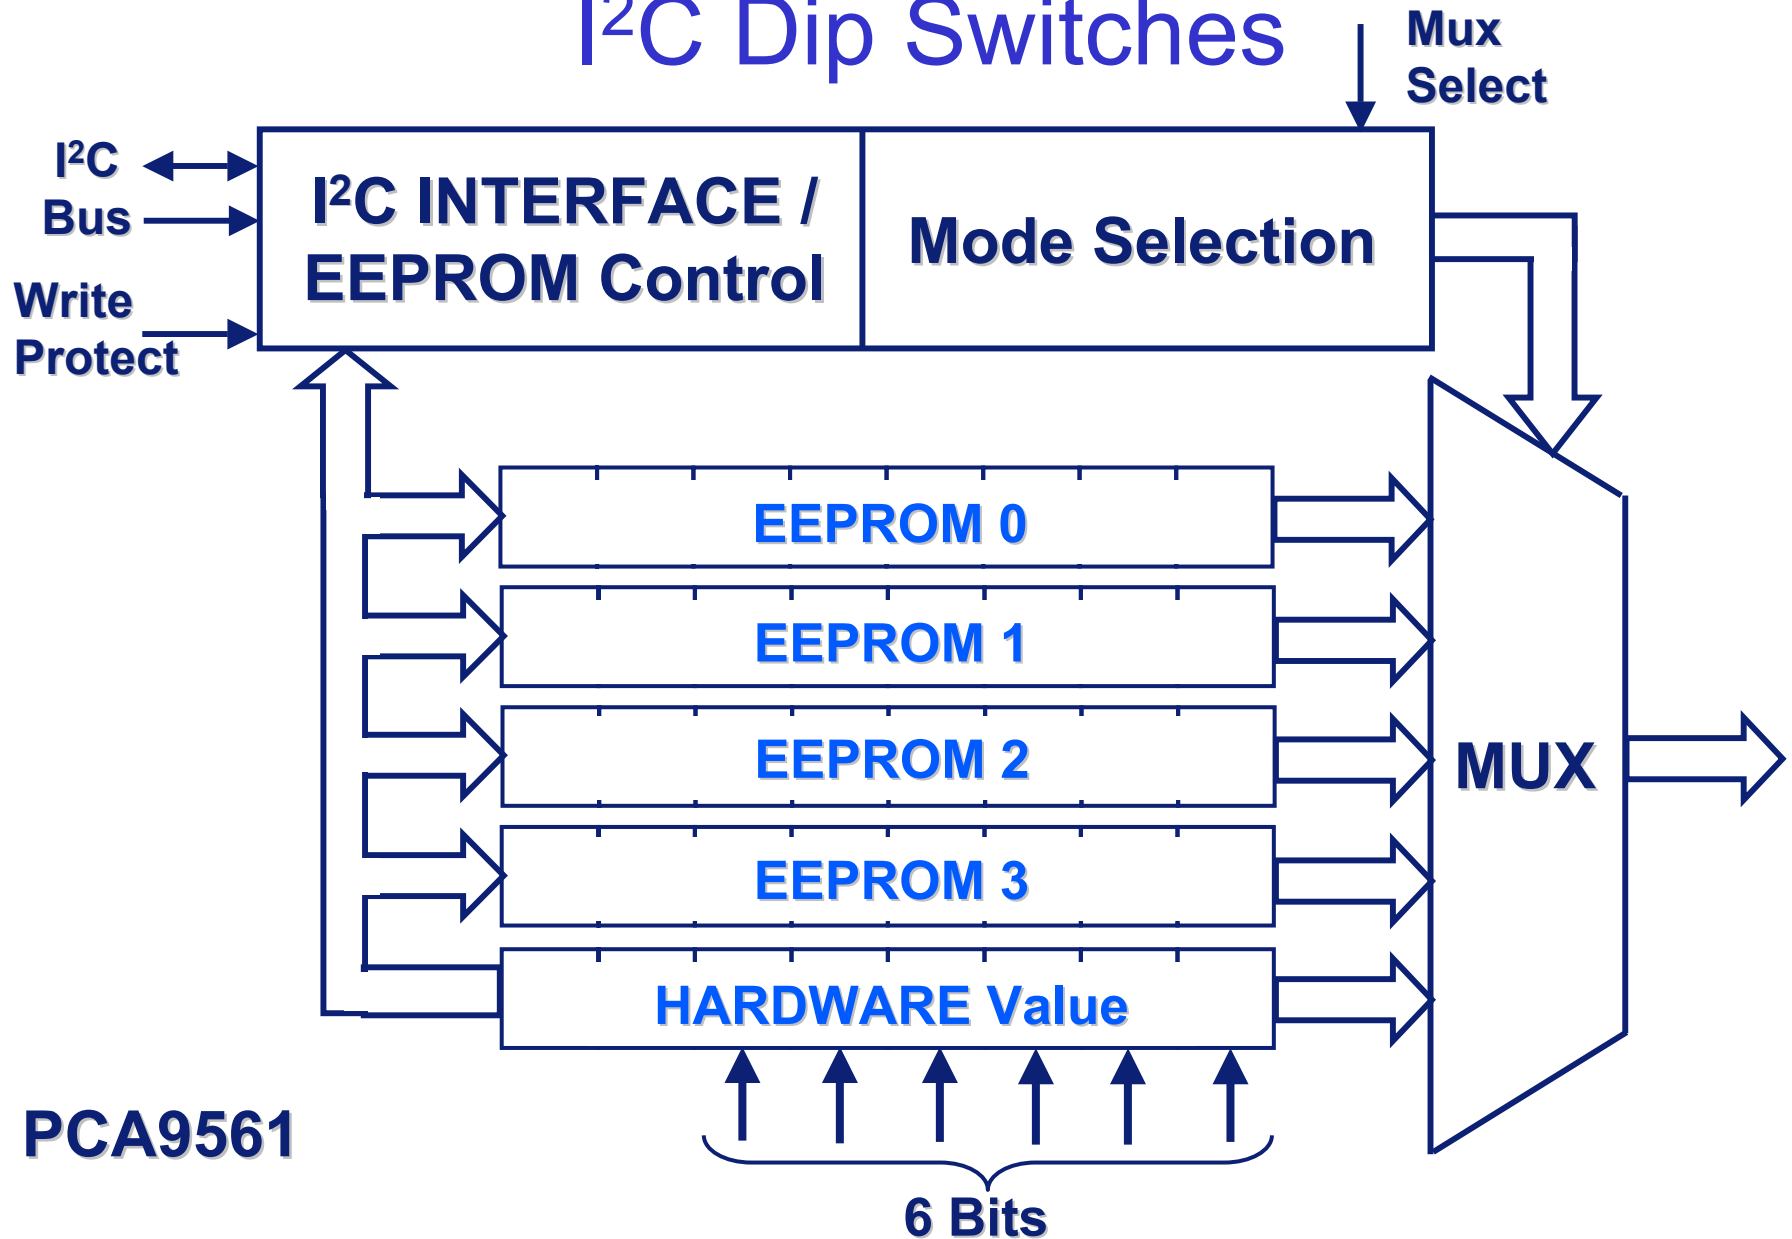 I²C Dip Switches
Mux
Select
I²C
Bus
Write
Protect
I²C INTERFACE /
EEPROM Control
Mode Selection
EEPROM 0
EEPROM 1
EEPROM 2
EEPROM 3
HARDWARE Value
MUX
PCA9561
6 Bits